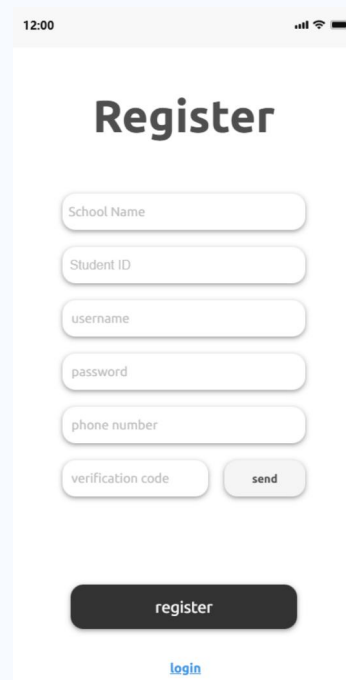 12:00
Register
School Name
Student ID
username
password
phone number
verification code send
register
login